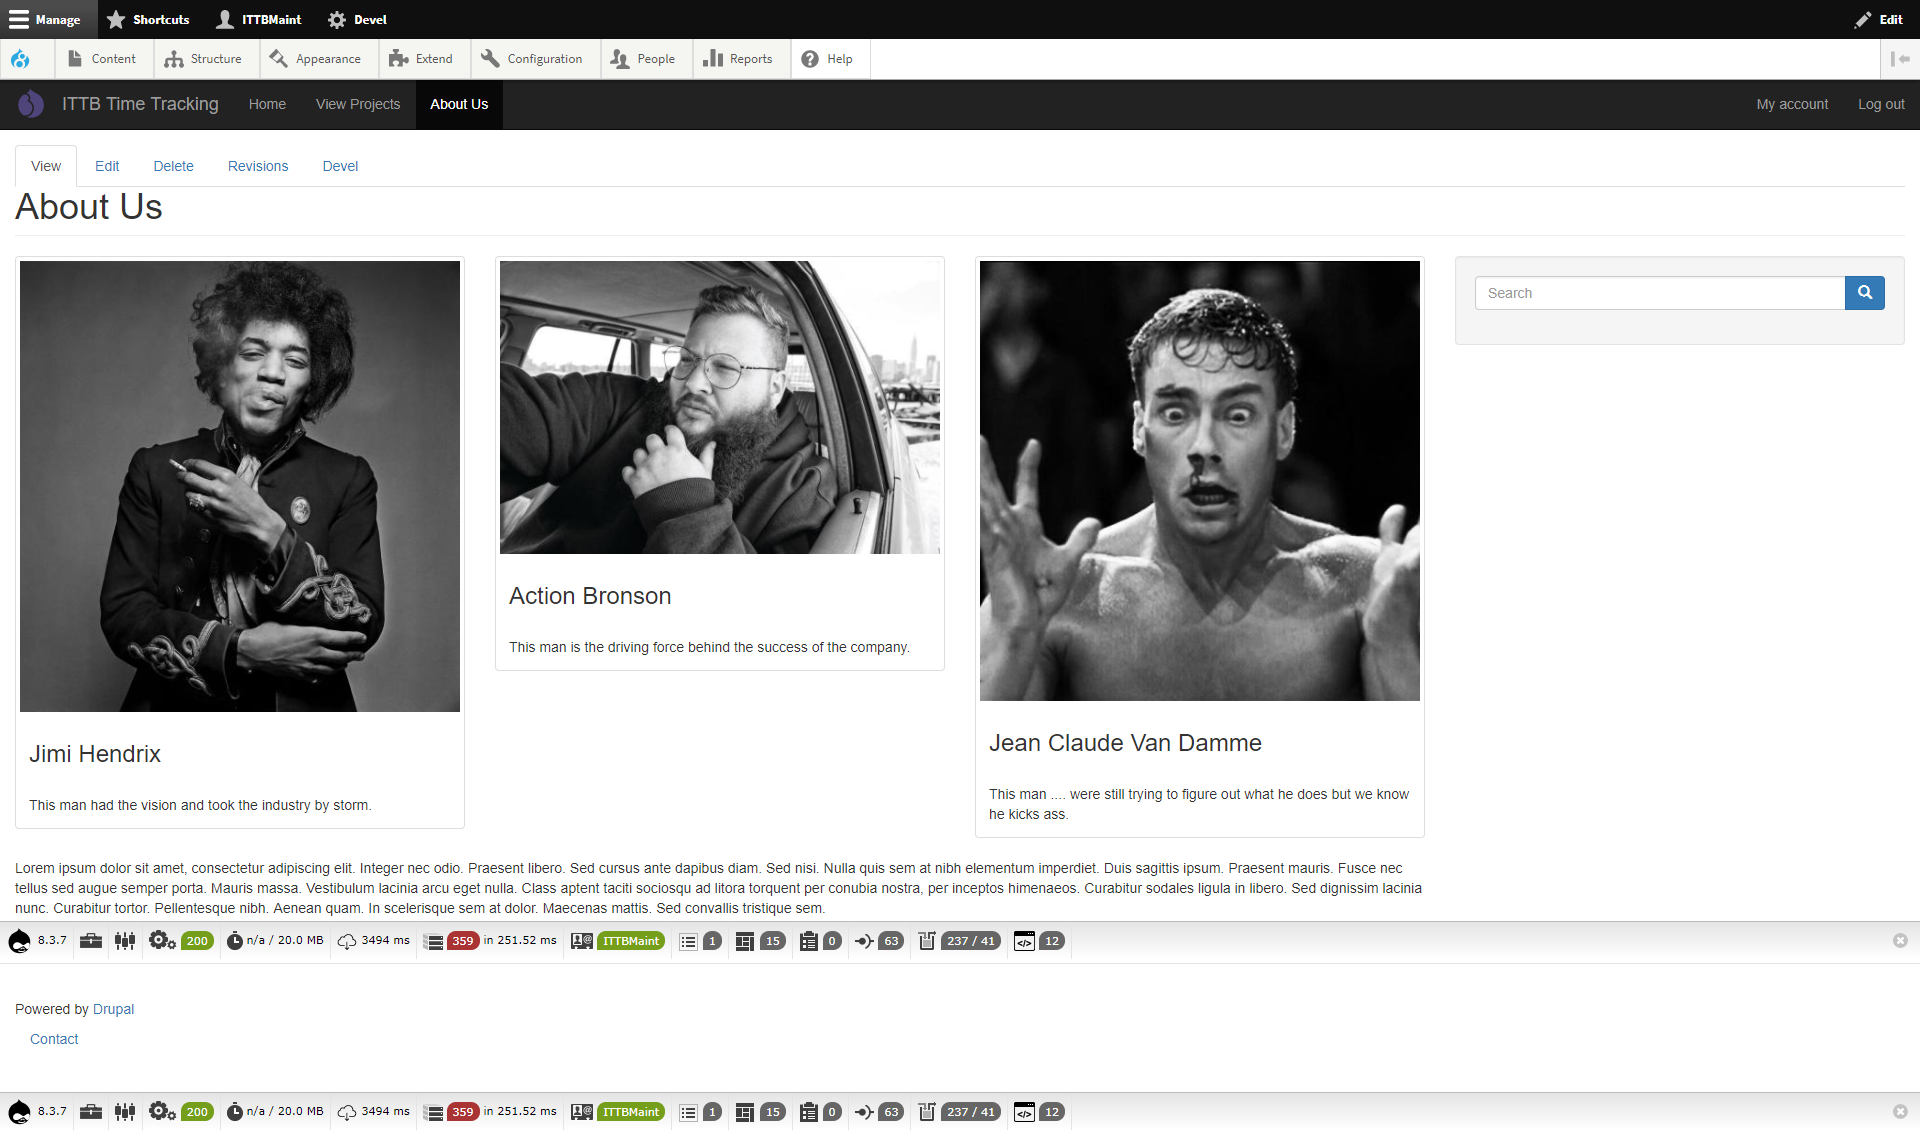 Manage Shortcuts ITTBMaint Devel Edit
Content Structure Appearance Extend Configuration People Reports Help
ITTB Time Tracking Home View Projects About Us My account Log out
View Edit Delete Revisions Devel
About Us
Search
Jimi Hendrix
This man had the vision and took the industry by storm.
Action Bronson
This man is the driving force behind the success of the company.
Jean Claude Van Damme
This man .... were still trying to figure out what he does but we know
he kicks ass.
Lorem ipsum dolor sit amet, consectetur adipiscing elit. Integer nec odio. Praesent libero. Sed cursus ante dapibus diam. Sed nisi. Nulla quis sem at nibh elementum imperdiet. Duis sagittis ipsum. Praesent mauris. Fusce nec
tellus sed augue semper porta. Mauris massa. Vestibulum lacinia arcu eget nulla. Class aptent taciti sociosqu ad litora torquent per conubia nostra, per inceptos himenaeos. Curabitur sodales ligula in libero. Sed dignissim lacinia
nunc. Curabitur tortor. Pellentesque nibh. Aenean quam. In scelerisque sem at dolor. Maecenas mattis. Sed convallis tristique sem.
8.3.7 200 n/a / 20.0 MB 3494 ms 359 in 251.52 ms ITTBMaint 1 15 0 63 237 / 41 12
Powered by Drupal
Contact
8.3.7 200 n/a / 20.0 MB 3494 ms 359 in 251.52 ms ITTBMaint 1 15 0 63 237 / 41 12